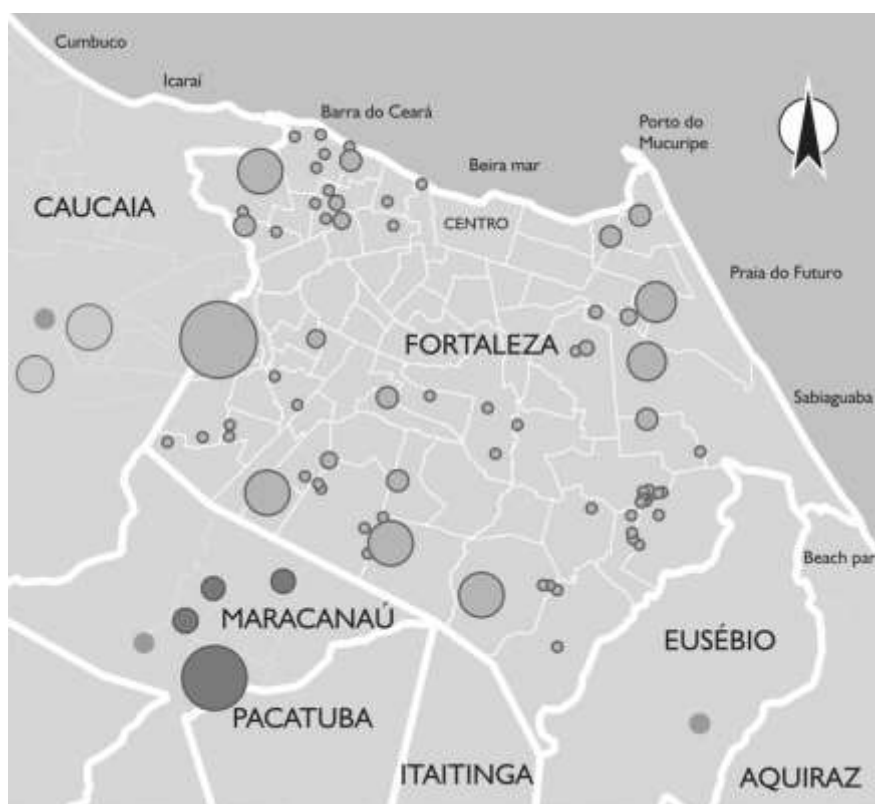 Cumbuco
Icaraí
Barra do Ceará
Porto do
Mucuripe
Beira mar
CAUCAIA
CENTRO
Praia do Futuro
FORTALEZA
Sabiaguaba
Beach par
MARACANAÚ
EUSÉBIO
PACATUBA
ITAITINGA
AQUIRAZ